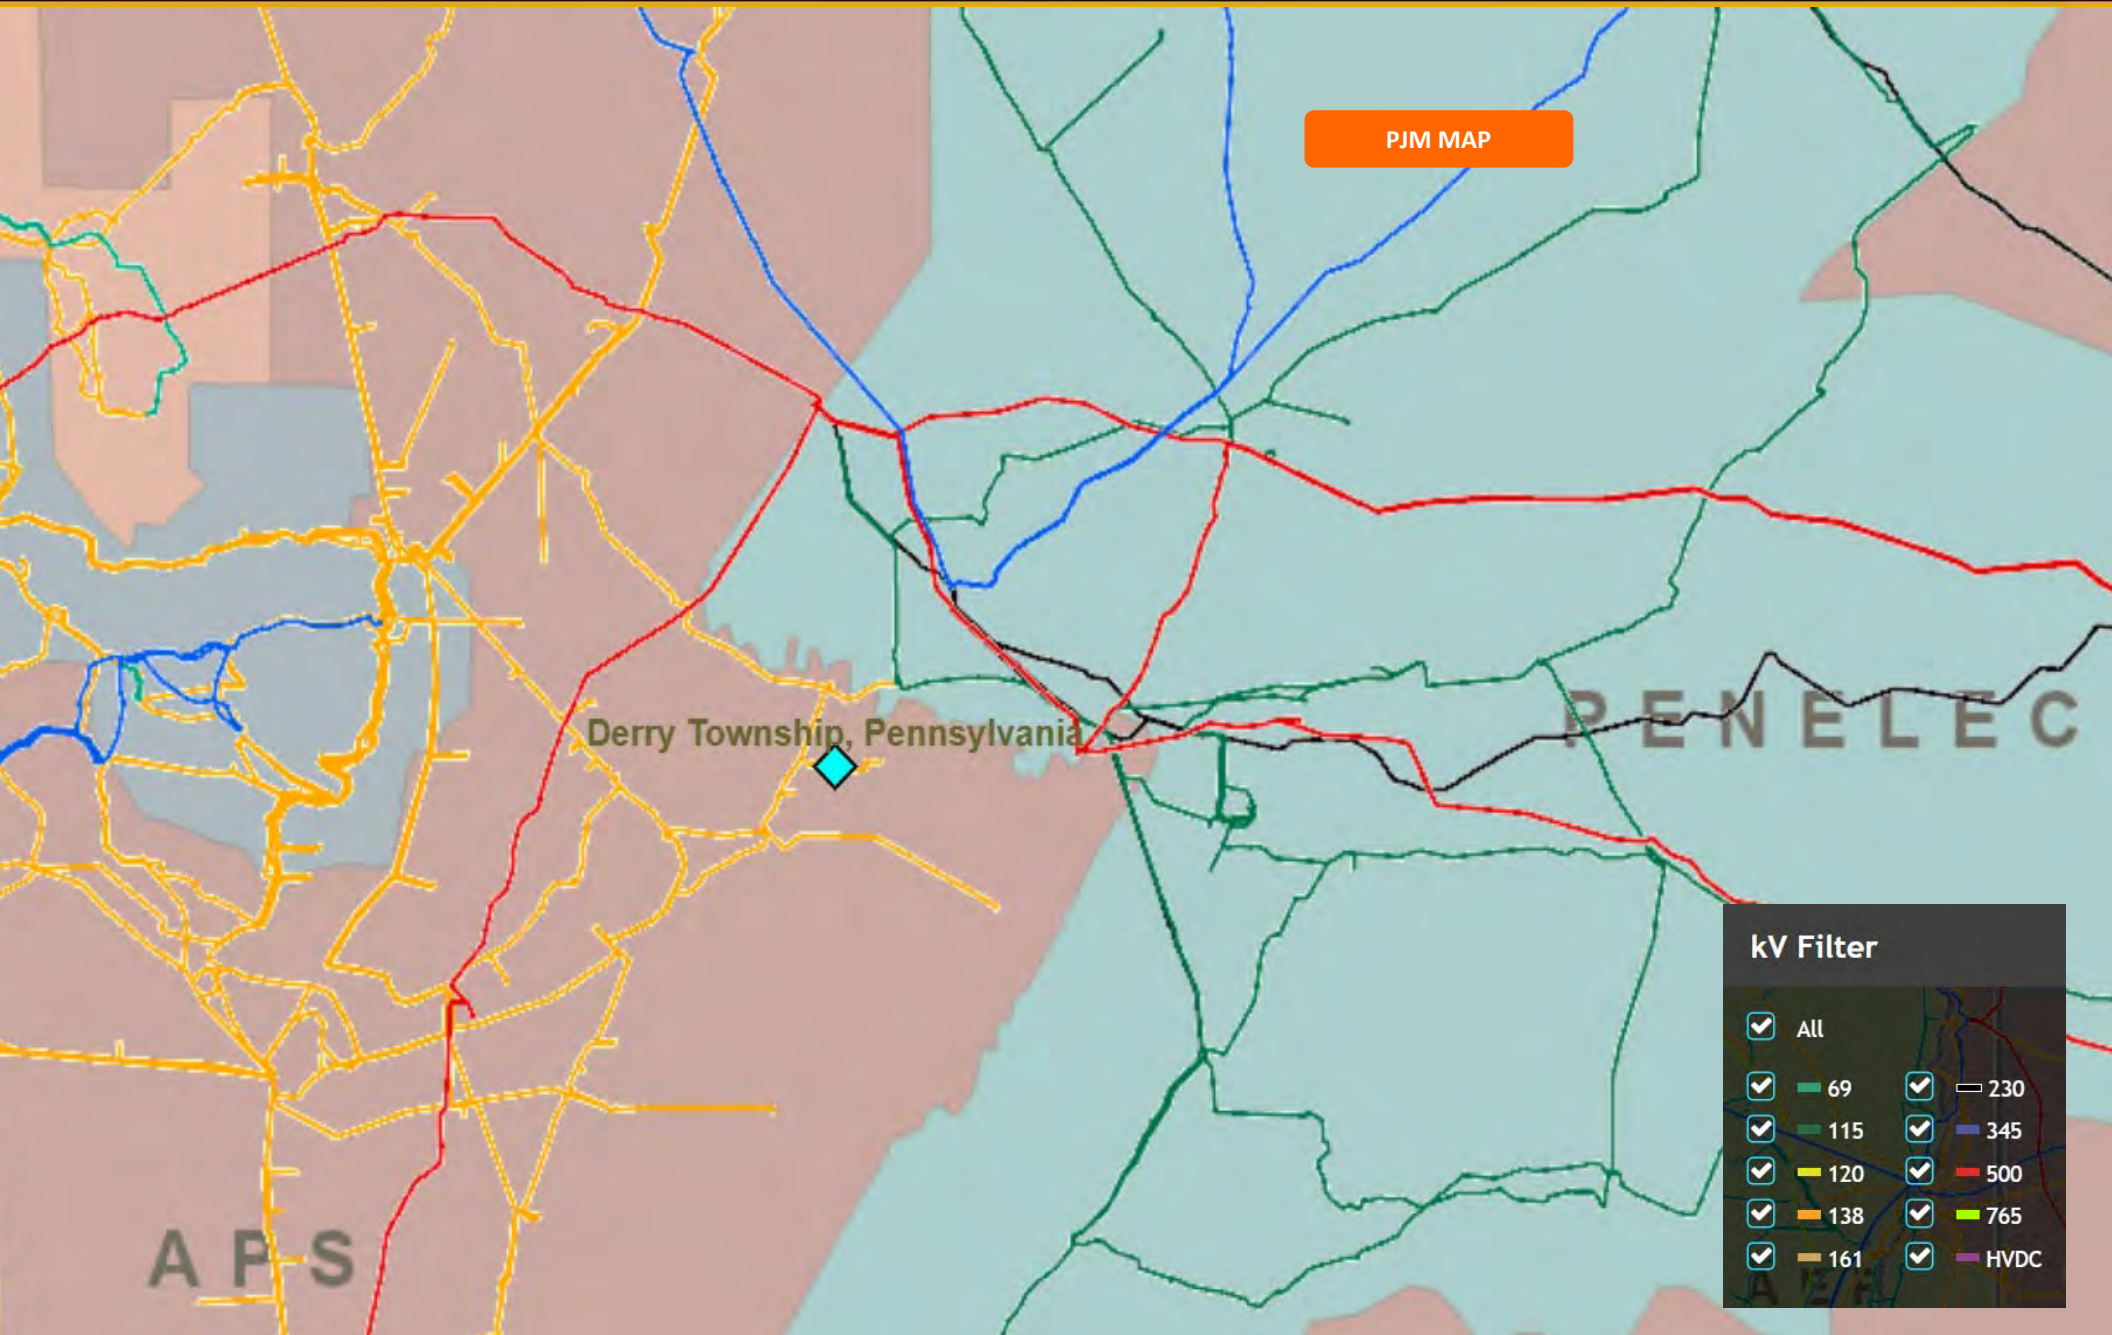 PJM MAP
Derry Township, Pennsylvania
PENELEC
APS
kV Filter
All
69 230
115 345
120 500
138 765
161 HVDC